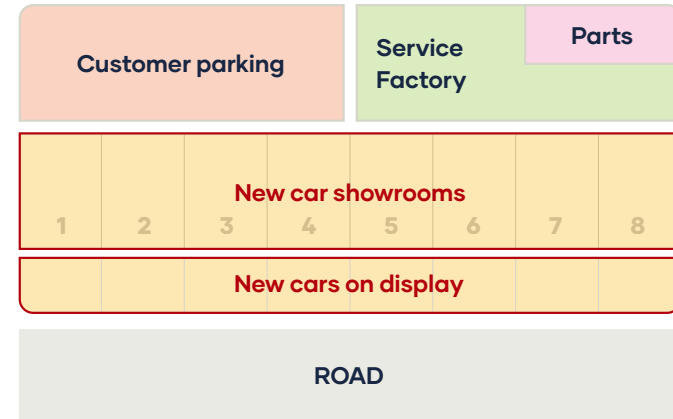 Customer parking
Service
Factory
Parts
New car showrooms
1 2 3 4 5 6 7 8
New cars on display
ROAD